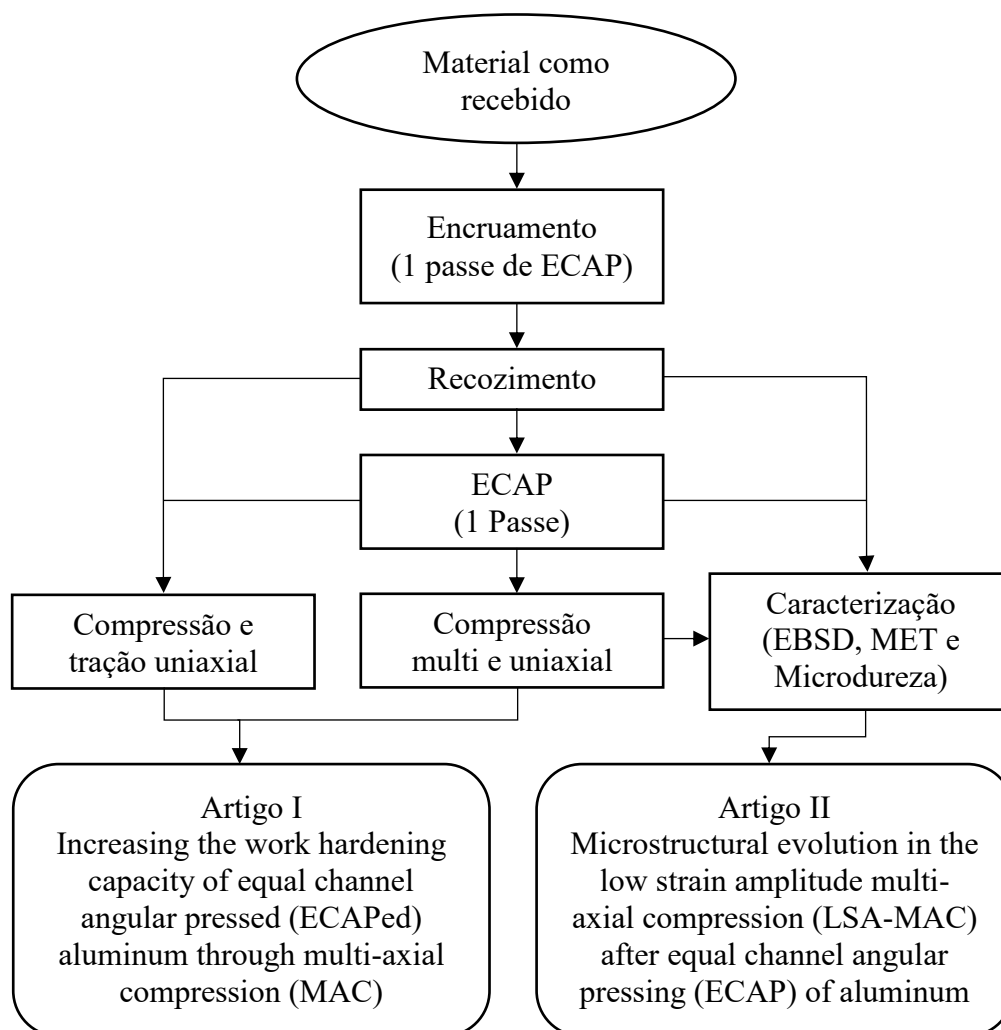 Material como
recebido
Encruamento
(1 passe de ECAP)
Recozimento
ECAP
(1 Passe)
Compressão e
tração uniaxial
Compressão
multi e uniaxial
Caracterização
(EBSD, MET e
Microdureza)
Artigo I
Increasing the work hardening
capacity of equal channel
angular pressed (ECAPed)
aluminum through multi-axial
compression (MAC)
Artigo II
Microstructural evolution in the
low strain amplitude multi-
axial compression (LSA-MAC)
after equal channel angular
pressing (ECAP) of aluminum